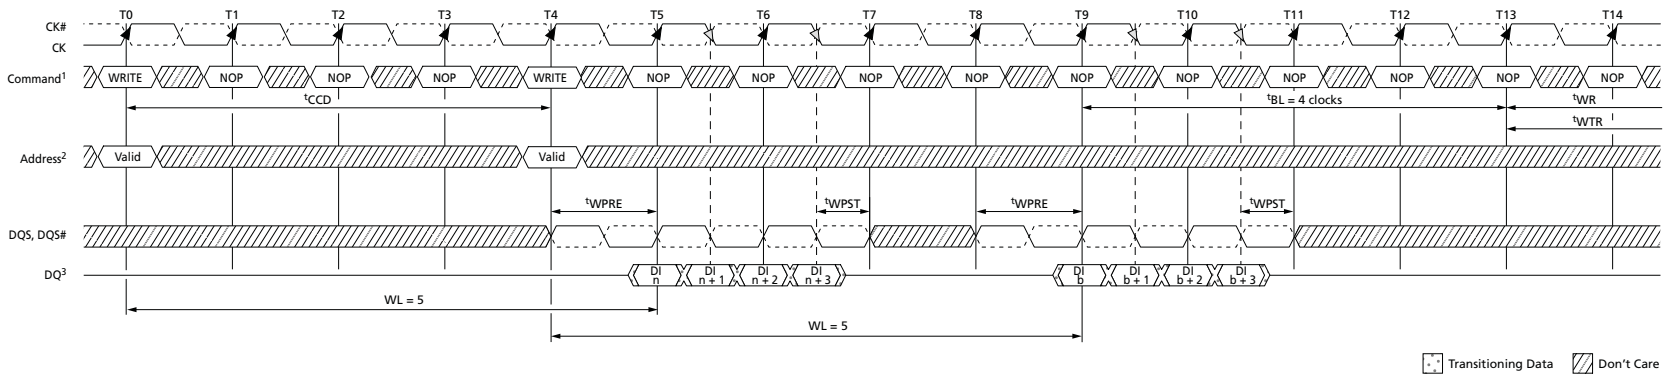 T0 T1 T2 T3 T4 T5 T6 T7 T8 T9 T10 T11 T12 T13 T14
CK#
CK
Command1 WRITE NOP NOP NOP WRITE NOP NOP NOP NOP NOP NOP NOP NOP NOP NOP
tCCD tBL = 4 clocks tWR
tWTR
Address2 Valid Valid
tWPRE tWPST tWPRE tWPST
DQS, DQS#
DQ3 DI n DI n + 1 DI n + 2 DI n + 3 DI b DI b + 1 DI b + 2 DI b + 3
WL = 5
WL = 5
Transitioning Data Don't Care